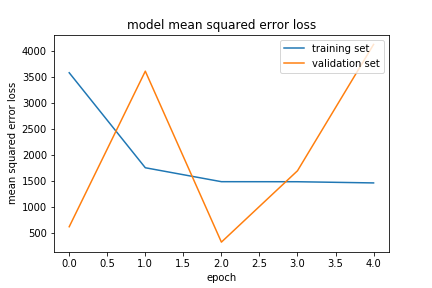 model mean squared error loss
training set
validation set
mean squared error loss
4000
3500
3000
2500
2000
1500
1000
500
0.0 0.5 1.0 1.5 2.0 2.5 3.0 3.5 4.0
epoch